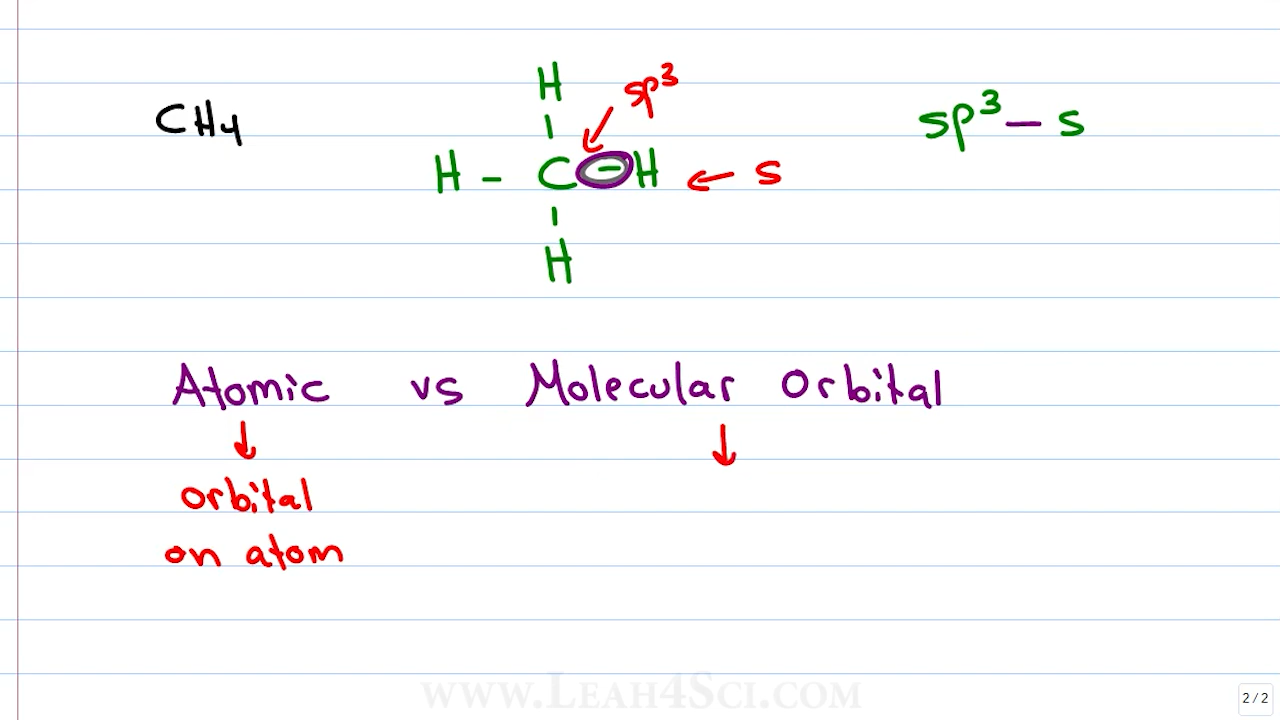 CH4
H
sp³
H - C - H ← s
H
sp³ - s
Atomic vs Molecular Orbital
↓ ↓
orbital
on atom
www.Leah4Sci.com
2/2